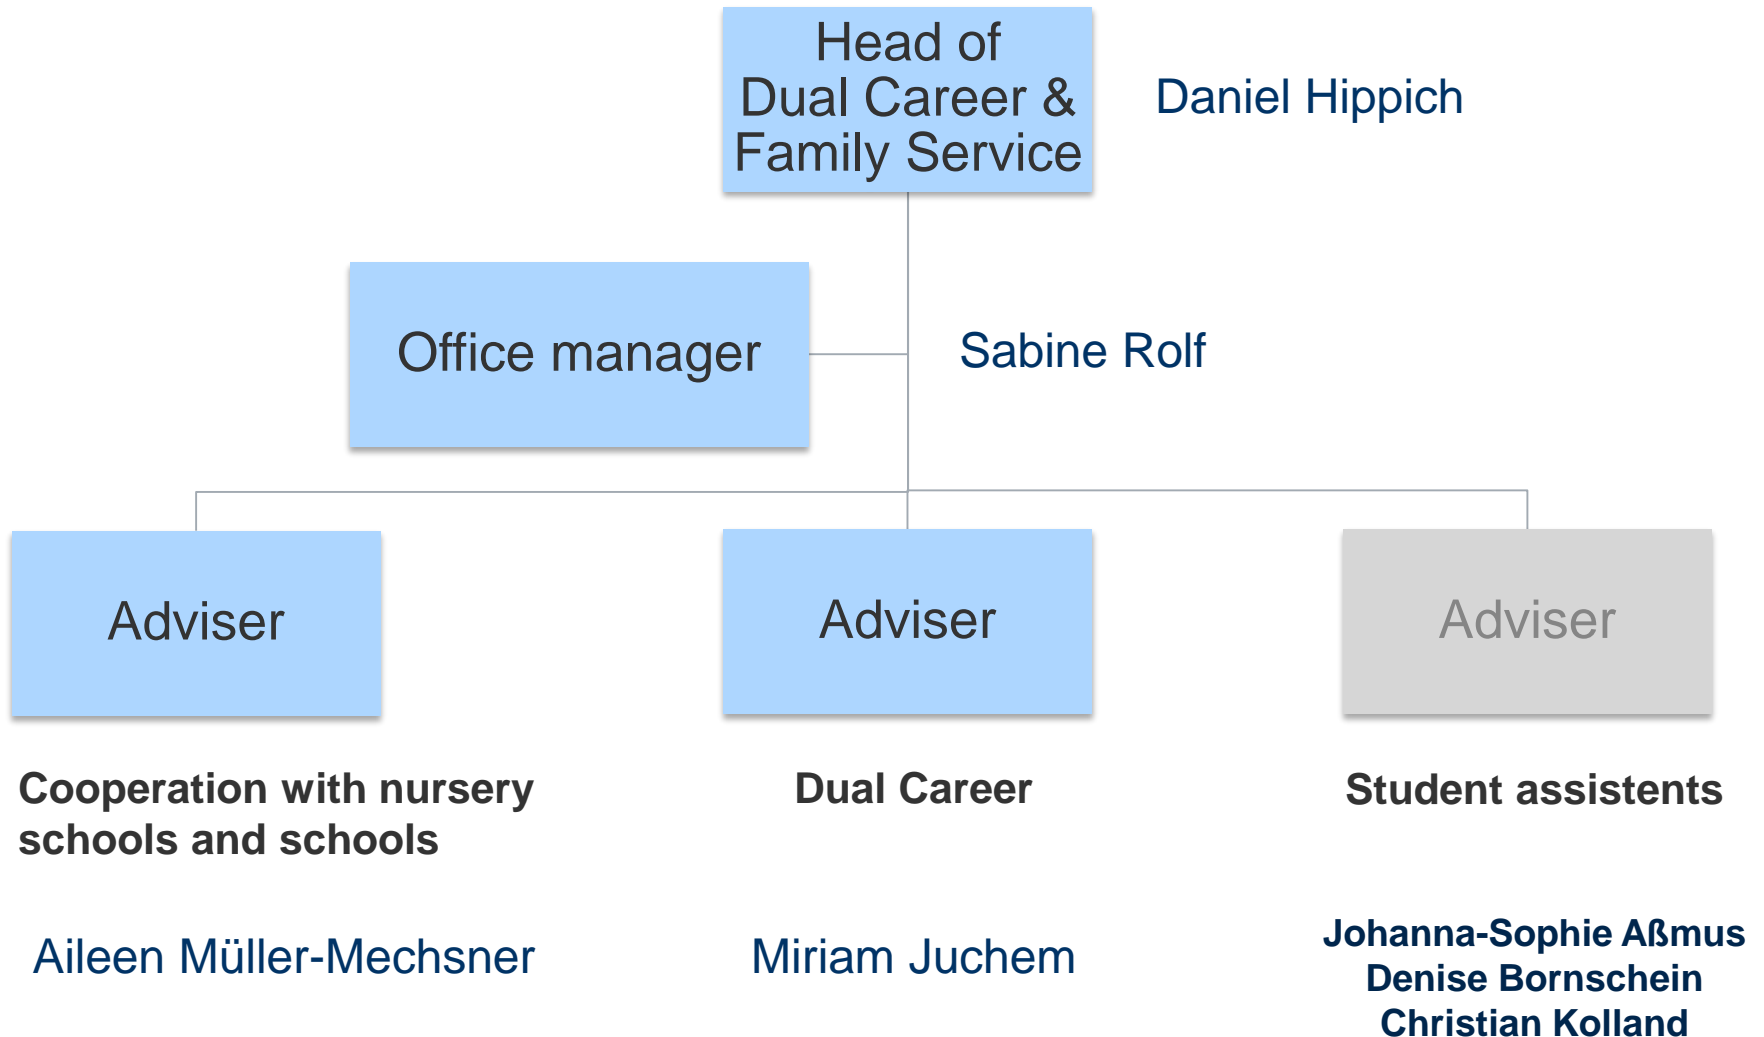 Head of
Dual Career &
Family Service
Daniel Hippich
Office manager
Sabine Rolf
Adviser
Adviser
Adviser
Cooperation with nursery
schools and schools
Dual Career
Student assistents
Aileen Müller-Mechsner
Miriam Juchem
Johanna-Sophie Aßmus
Denise Bornschein
Christian Kolland